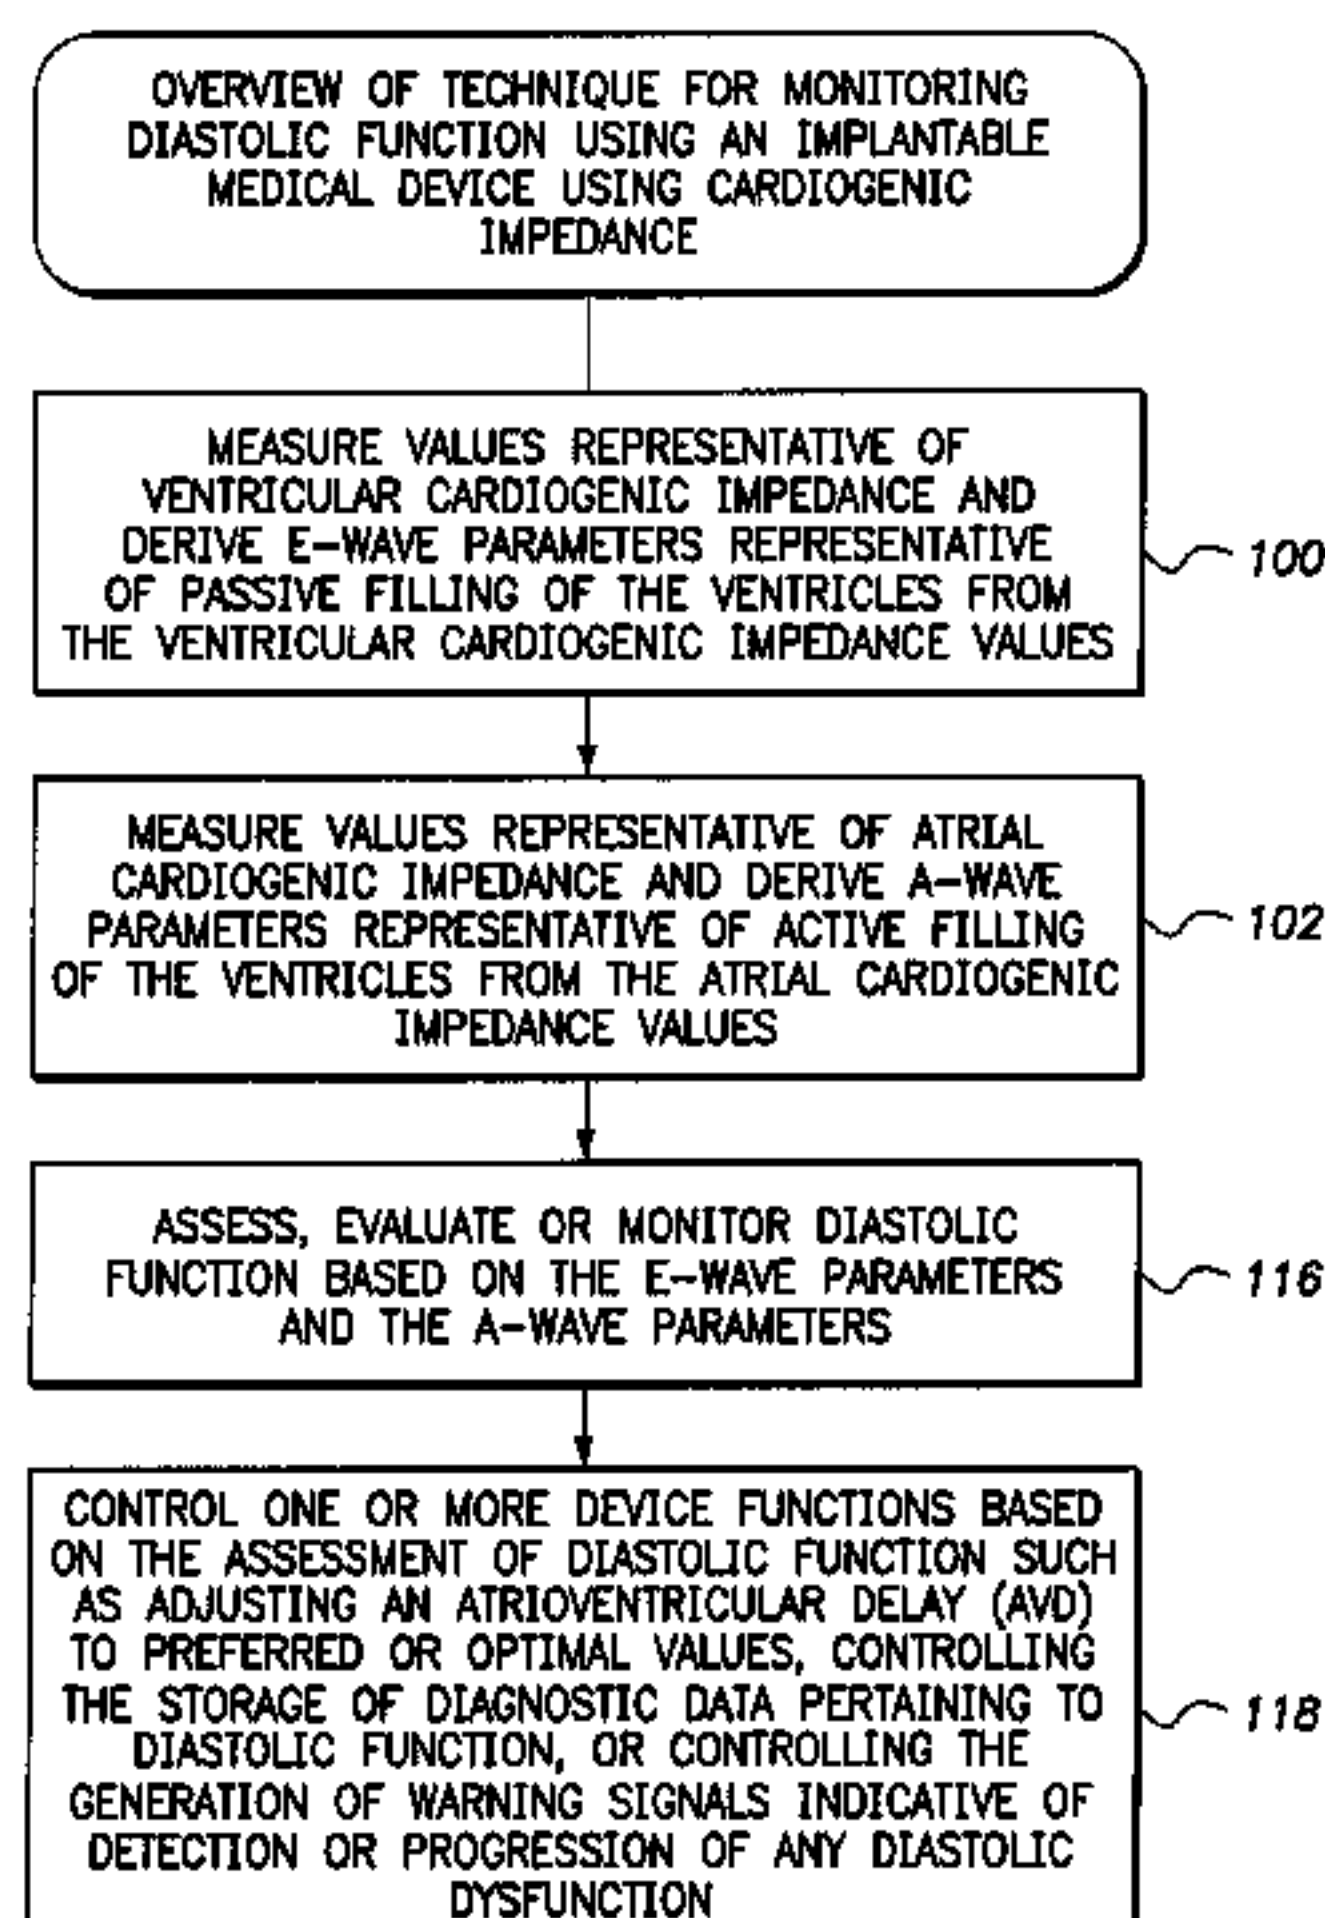 OVERVIEW OF TECHNIQUE FOR MONITORING
DIASTOLIC FUNCTION USING AN IMPLANTABLE
MEDICAL DEVICE USING CARDIOGENIC
IMPEDANCE
MEASURE VALUES REPRESENTATIVE OF
VENTRICULAR CARDIOGENIC IMPEDANCE AND
DERIVE E-WAVE PARAMETERS REPRESENTATIVE
OF PASSIVE FILLING OF THE VENTRICLES FROM
THE VENTRICULAR CARDIOGENIC IMPEDANCE VALUES
100
MEASURE VALUES REPRESENTATIVE OF ATRIAL
CARDIOGENIC IMPEDANCE AND DERIVE A-WAVE
PARAMETERS REPRESENTATIVE OF ACTIVE FILLING
OF THE VENTRICLES FROM THE ATRIAL CARDIOGENIC
IMPEDANCE VALUES
102
ASSESS, EVALUATE OR MONITOR DIASTOLIC
FUNCTION BASED ON THE E-WAVE PARAMETERS
AND THE A-WAVE PARAMETERS
116
CONTROL ONE OR MORE DEVICE FUNCTIONS BASED
ON THE ASSESSMENT OF DIASTOLIC FUNCTION SUCH
AS ADJUSTING AN ATRIOVENTRICULAR DELAY (AVD)
TO PREFERRED OR OPTIMAL VALUES, CONTROLLING
THE STORAGE OF DIAGNOSTIC DATA PERTAINING TO
DIASTOLIC FUNCTION, OR CONTROLLING THE
GENERATION OF WARNING SIGNALS INDICATIVE OF
DETECTION OR PROGRESSION OF ANY DIASTOLIC
DYSFUNCTION
118